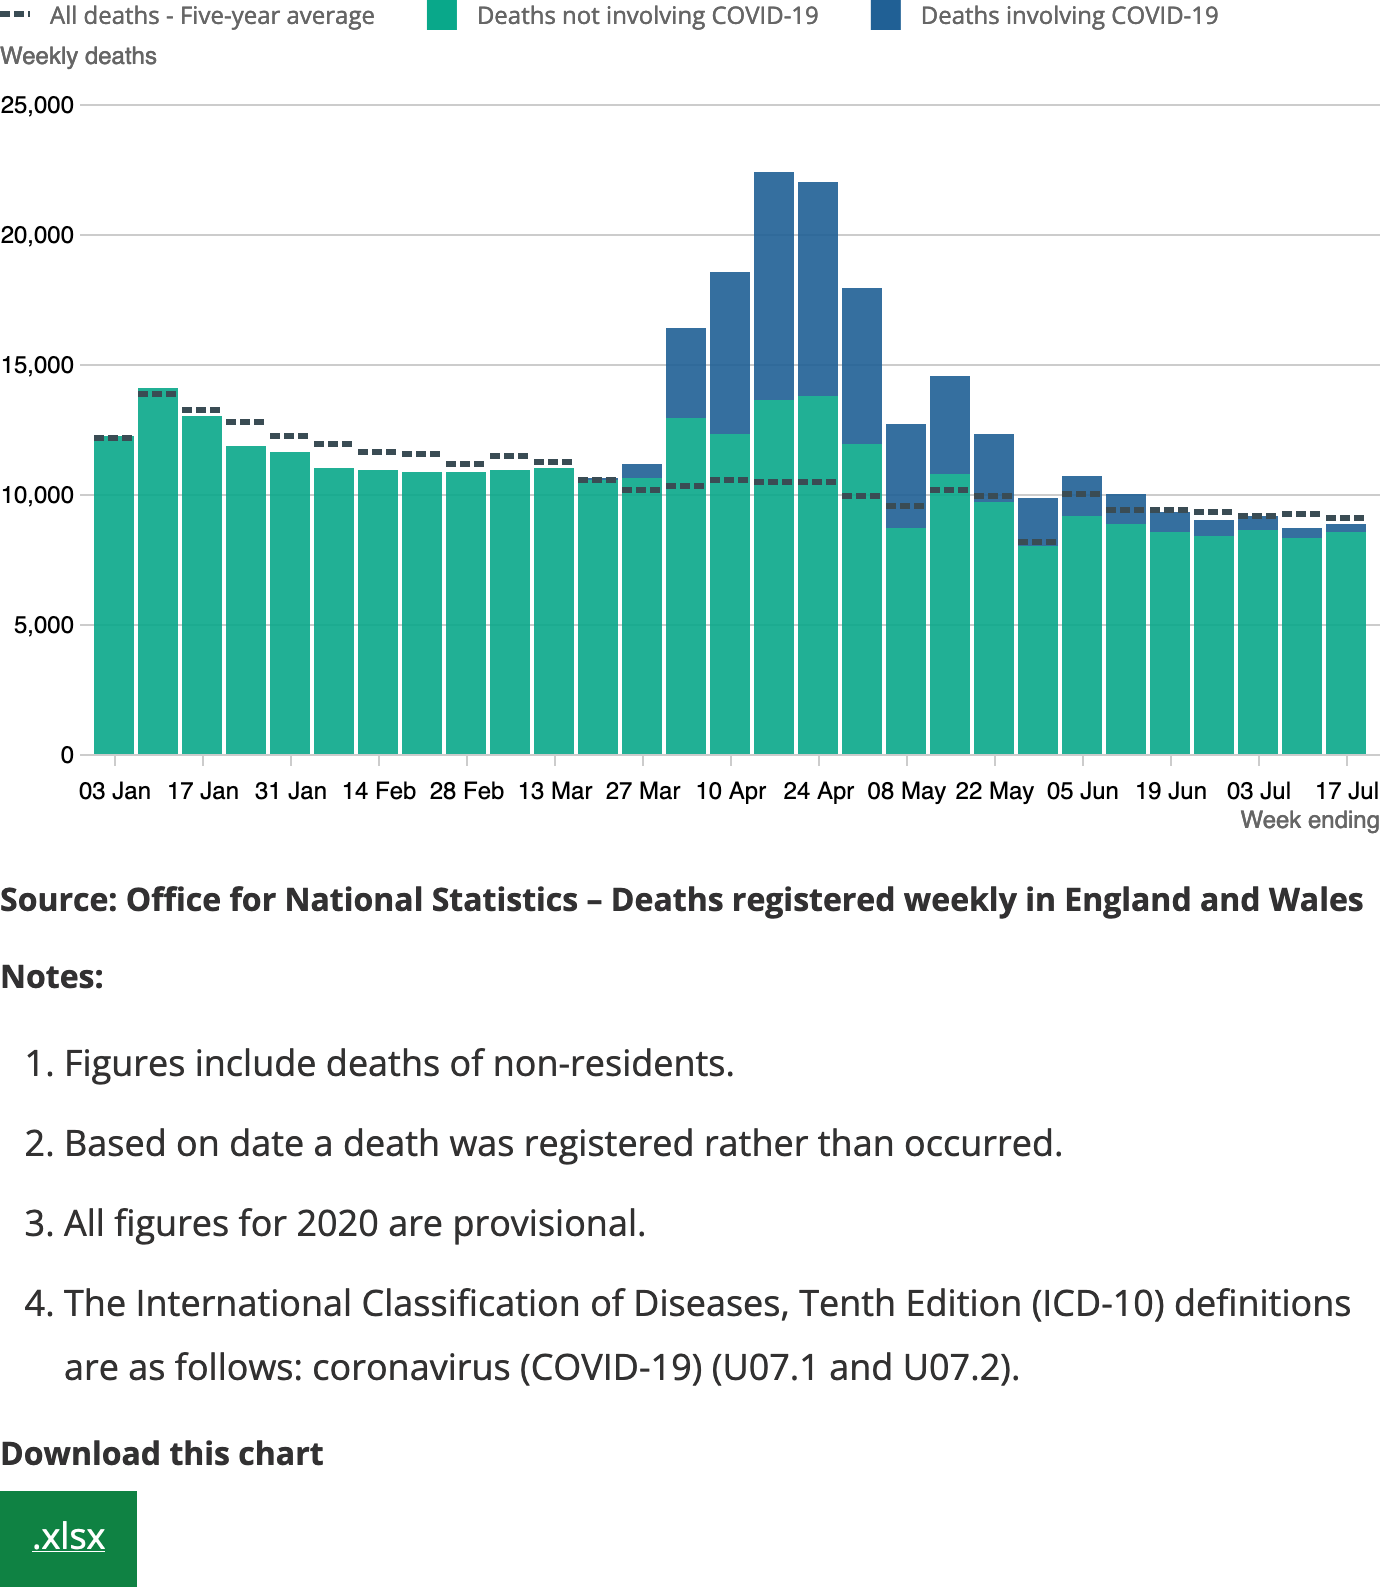 All deaths - Five-year average Deaths not involving COVID-19 Deaths involving COVID-19
Weekly deaths
25,000
20,000
15,000
10,000
5,000
0
03 Jan 17 Jan 31 Jan 14 Feb 28 Feb 13 Mar 27 Mar 10 Apr 24 Apr 08 May 22 May 05 Jun 19 Jun 03 Jul 17 Jul
Week ending
Source: Office for National Statistics – Deaths registered weekly in England and Wales
Notes:
1. Figures include deaths of non-residents.
2. Based on date a death was registered rather than occurred.
3. All figures for 2020 are provisional.
4. The International Classification of Diseases, Tenth Edition (ICD-10) definitions
are as follows: coronavirus (COVID-19) (U07.1 and U07.2).
Download this chart
.xlsx